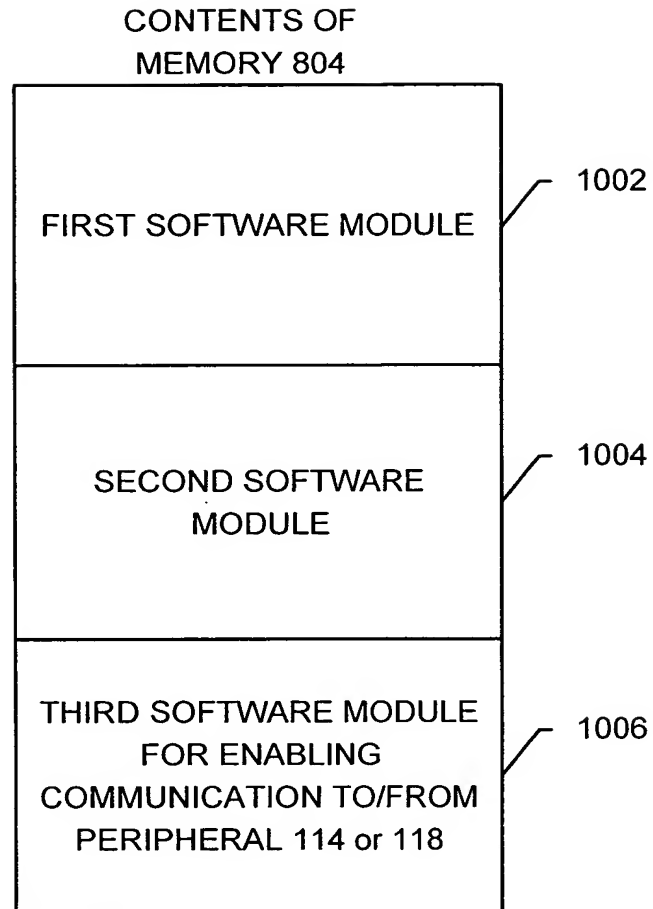 CONTENTS OF
MEMORY 804
FIRST SOFTWARE MODULE
1002
SECOND SOFTWARE
MODULE
1004
THIRD SOFTWARE MODULE
FOR ENABLING
COMMUNICATION TO/FROM
PERIPHERAL 114 or 118
1006